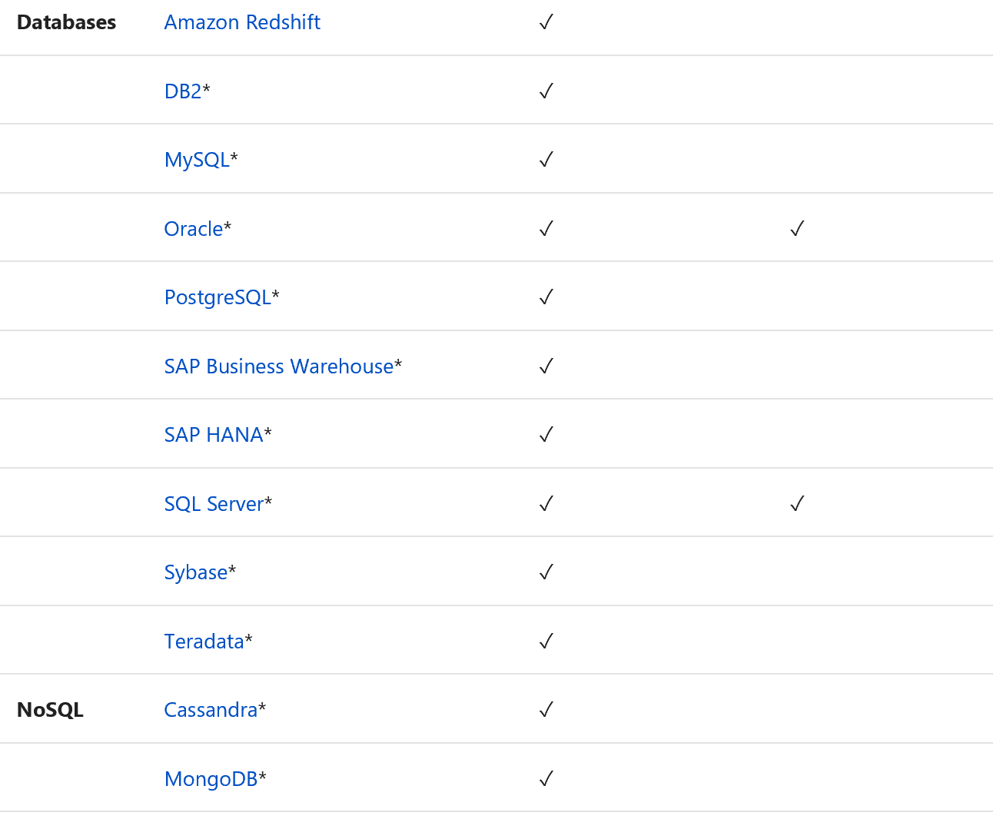 Databases Amazon Redshift ✓
DB2* ✓
MySQL* ✓
Oracle* ✓ ✓
PostgreSQL* ✓
SAP Business Warehouse* ✓
SAP HANA* ✓
SQL Server* ✓ ✓
Sybase* ✓
Teradata* ✓
NoSQL Cassandra* ✓
MongoDB* ✓